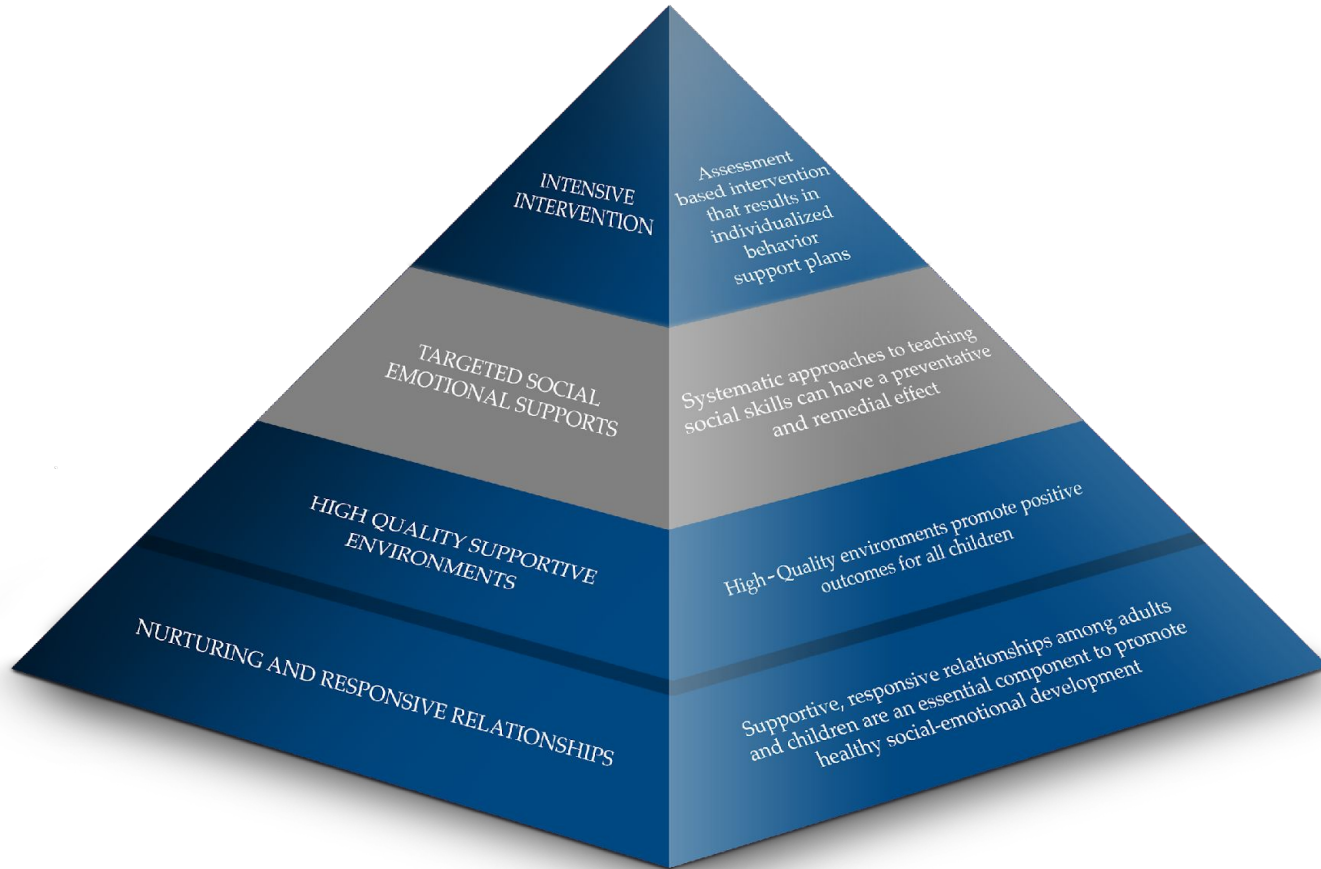 INTENSIVE
INTERVENTION
Assessment
based intervention
that results in
individualized
behavior
support plans
TARGETED SOCIAL
EMOTIONAL SUPPORTS
Systematic approaches to teaching
social skills can have a preventative
and remedial effect
HIGH QUALITY SUPPORTIVE
ENVIRONMENTS
High-Quality environments promote positive
outcomes for all children
NURTURING AND RESPONSIVE RELATIONSHIPS
Supportive, responsive relationships among adults
and children are an essential component to promote
healthy social-emotional development